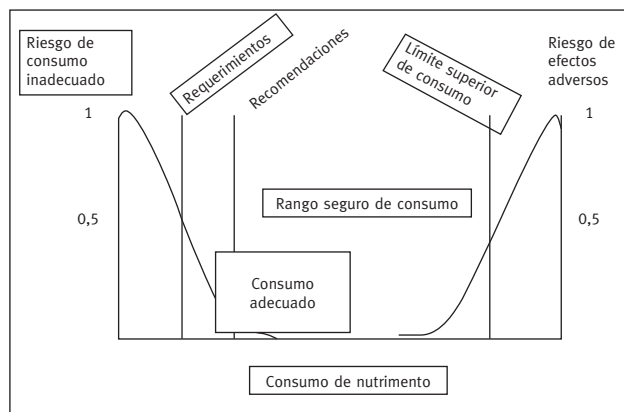 Riesgo de
consumo
inadecuado
Requerimientos
Recomendaciones
Límite superior
de consumo
Riesgo de
efectos
adversos
1
1
0,5
0,5
Rango seguro de consumo
Consumo
adecuado
Consumo de nutrimento